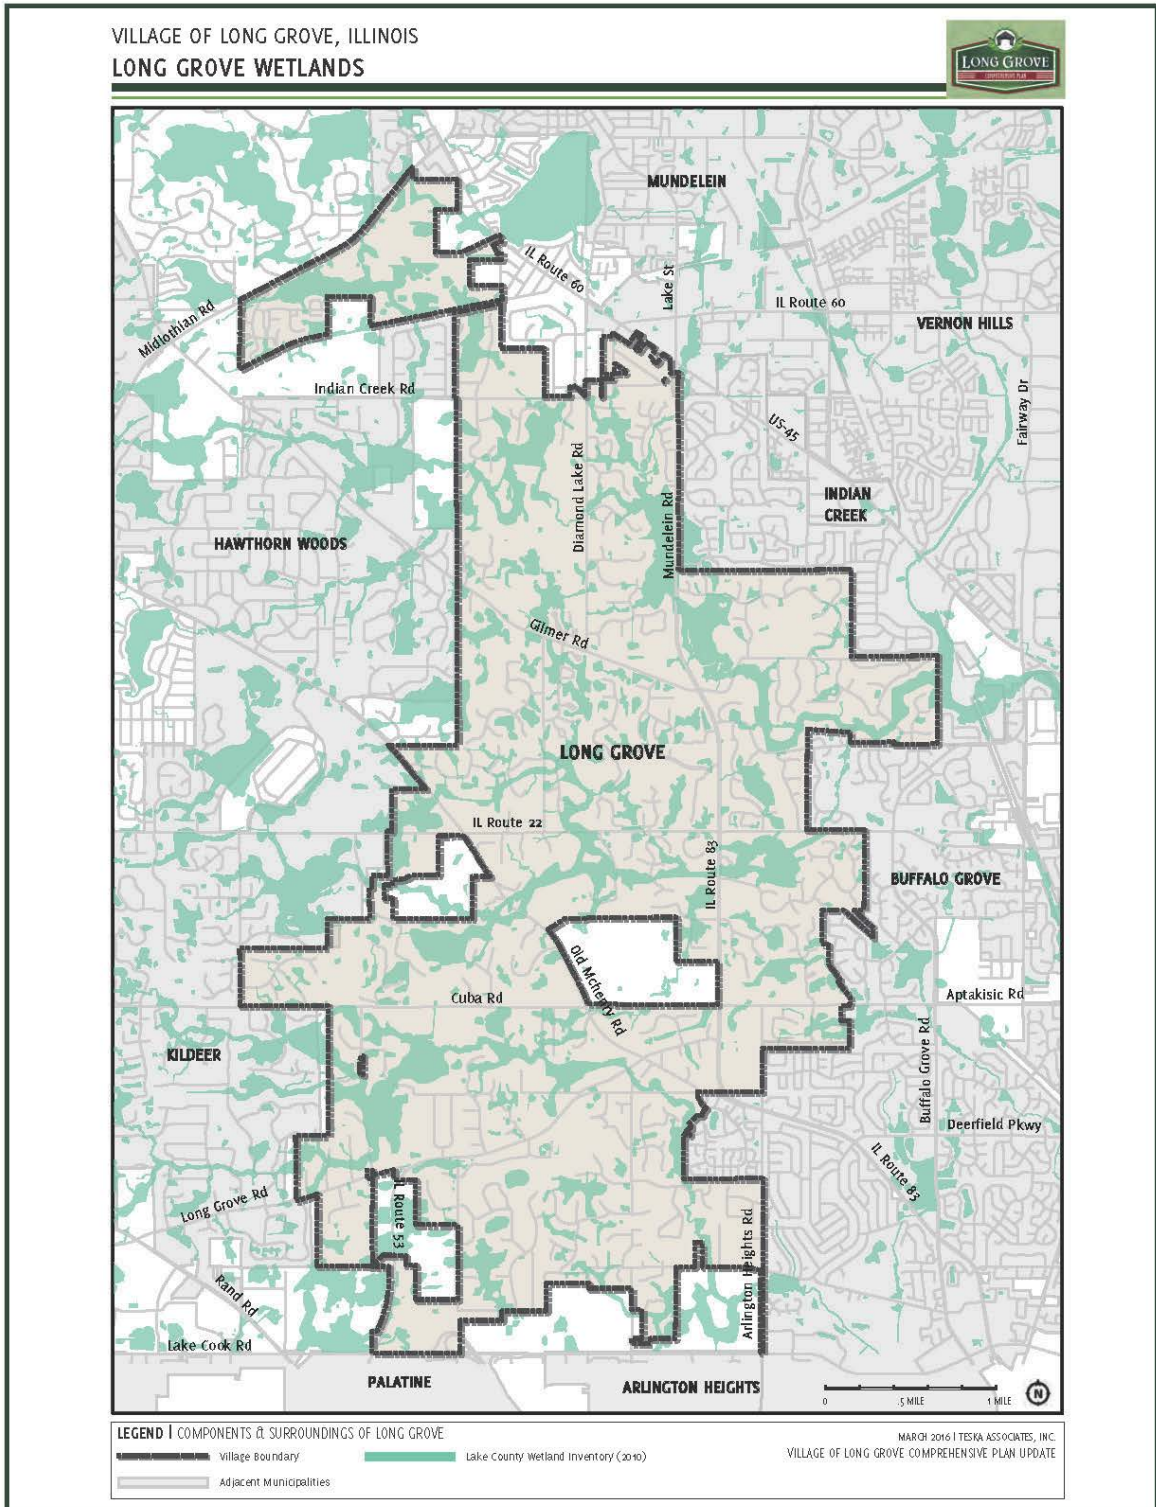 VILLAGE OF LONG GROVE, ILLINOIS
LONG GROVE WETLANDS
LONG GROVE
COMPREHENSIVE PLAN
MUNDELEIN
IL Route 60
Lake St
IL Route 60
Midlothian Rd
VERNON HILLS
Indian Creek Rd
Fairway Dr
US-45
Diamond Lake Rd
Mundelein Rd
INDIAN
CREEK
HAWTHORN WOODS
Gilmer Rd
LONG GROVE
IL Route 22
IL Route 83
BUFFALO GROVE
Old Mchenry Rd
Cuba Rd
Aptakisic Rd
KILDEER
Buffalo Grove Rd
Deerfield Pkwy
IL Route 83
Long Grove Rd
IL Route 53
Arlington Heights Rd
Rand Rd
Lake Cook Rd
PALATINE
ARLINGTON HEIGHTS
0 .5 MILE 1 MILE
N
LEGEND | COMPONENTS & SURROUNDINGS OF LONG GROVE
Village Boundary
Lake County Wetland Inventory (2010)
Adjacent Municipalities
MARCH 2016 | TESKA ASSOCIATES, INC.
VILLAGE OF LONG GROVE COMPREHENSIVE PLAN UPDATE